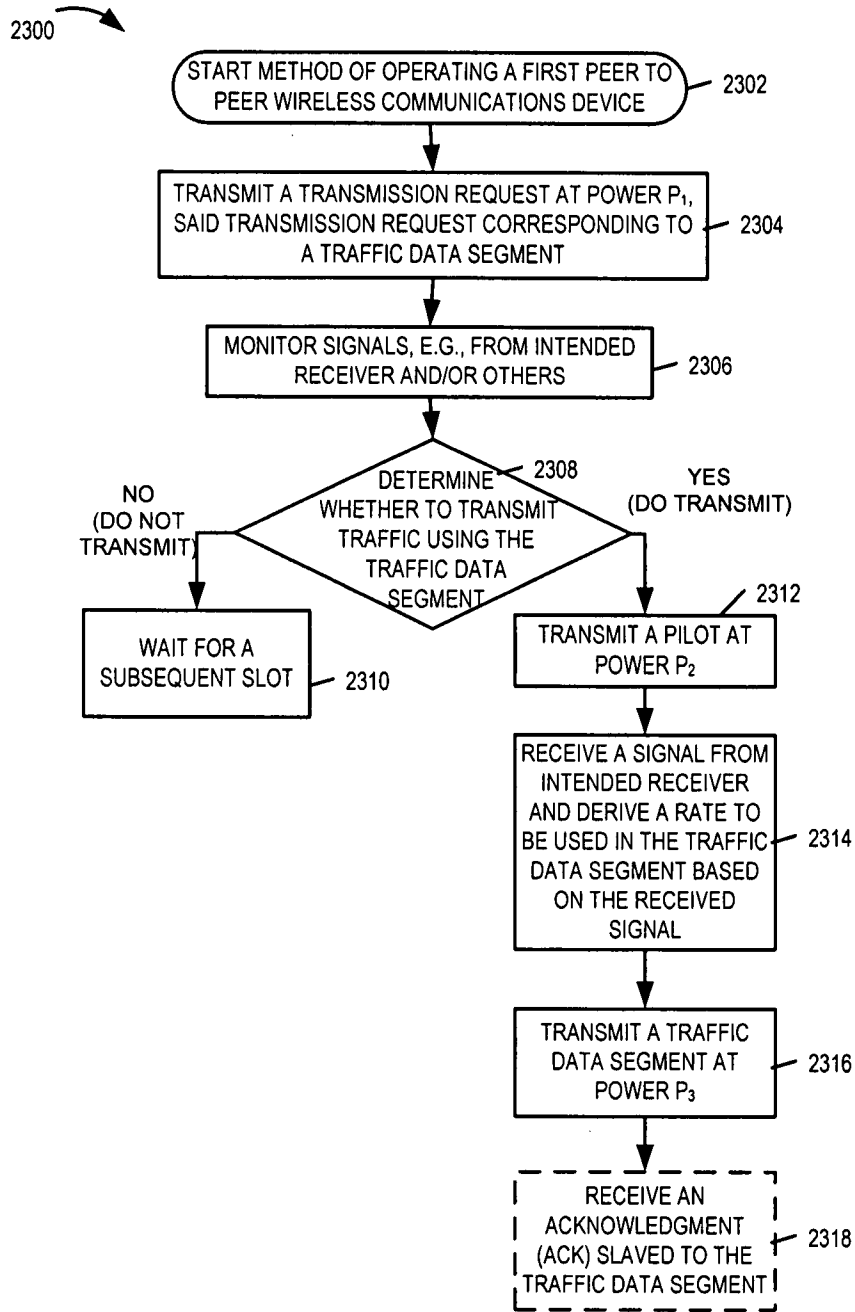 2300
START METHOD OF OPERATING A FIRST PEER TO
PEER WIRELESS COMMUNICATIONS DEVICE
2302
TRANSMIT A TRANSMISSION REQUEST AT POWER P₁,
SAID TRANSMISSION REQUEST CORRESPONDING TO
A TRAFFIC DATA SEGMENT
2304
MONITOR SIGNALS, E.G., FROM INTENDED
RECEIVER AND/OR OTHERS
2306
DETERMINE
WHETHER TO TRANSMIT
TRAFFIC USING THE
TRAFFIC DATA
SEGMENT
2308
NO
(DO NOT
TRANSMIT)
YES
(DO TRANSMIT)
WAIT FOR A
SUBSEQUENT SLOT
2310
TRANSMIT A PILOT AT
POWER P₂
2312
RECEIVE A SIGNAL FROM
INTENDED RECEIVER
AND DERIVE A RATE TO
BE USED IN THE TRAFFIC
DATA SEGMENT BASED
ON THE RECEIVED
SIGNAL
2314
TRANSMIT A TRAFFIC
DATA SEGMENT AT
POWER P₃
2316
RECEIVE AN
ACKNOWLEDGMENT
(ACK) SLAVED TO THE
TRAFFIC DATA SEGMENT
2318